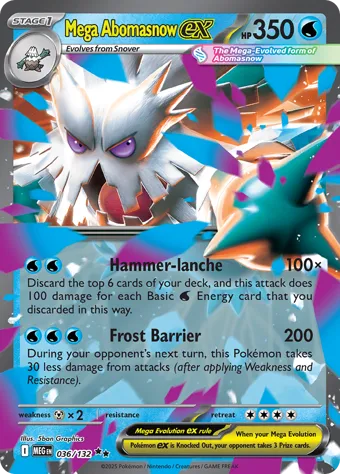 STAGE 1 Mega Abomasnow ex HP 350
Evolves from Snover
The Mega-Evolved form of
Abomasnow
Hammer-lanche 100×
Discard the top 6 cards of your deck, and this attack does
100 damage for each Basic Energy card that you
discarded in this way.
Frost Barrier 200
During your opponent's next turn, this Pokémon takes
30 less damage from attacks (after applying Weakness and
Resistance).
weakness ×2 resistance retreat
Illus. 5ban Graphics
Mega Evolution ex rule
When your Mega Evolution
Pokémon ex is Knocked Out, your opponent takes 3 Prize cards.
I MEG EN 036/132
©2025 Pokémon / Nintendo / Creatures / GAME FREAK